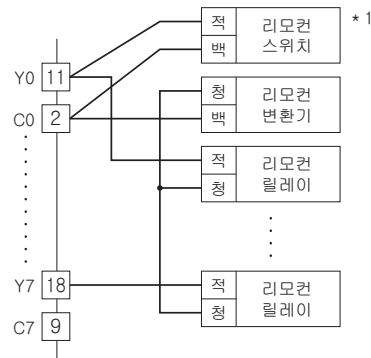 적 리모컨 * 1
백 스위치
Y0 11
청 리모컨
C0 2 백 변환기
적 리모컨
청 릴레이
Y7 18 적 리모컨
청 릴레이
C7 9